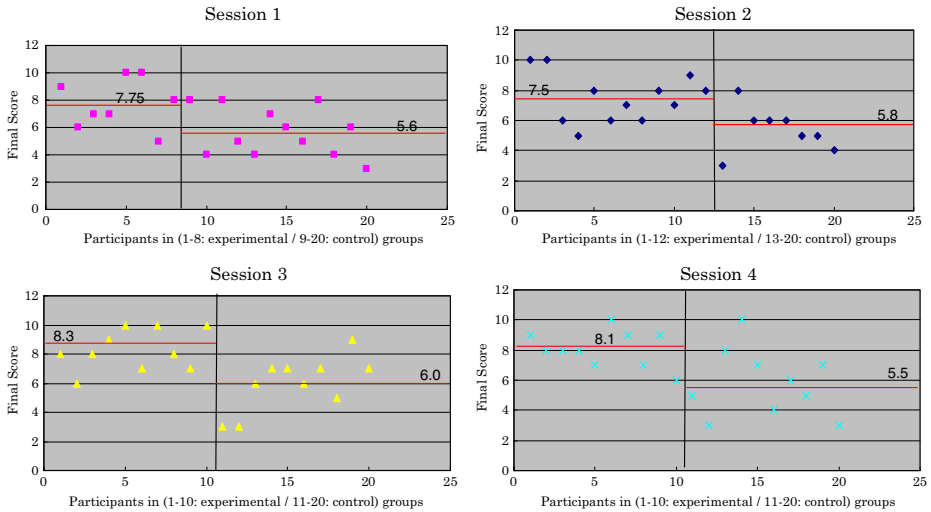 Session 1
12
10
8
6
4
2
0
7.75
5.6
0 5 10 15 20 25
Final Score
Participants in (1-8: experimental / 9-20: control) groups
Session 2
12
10
8
6
4
2
0
7.5
5.8
0 5 10 15 20 25
Final Score
Participants in (1-12: experimental / 13-20: control) groups
Session 3
12
10
8
6
4
2
0
8.3
6.0
0 5 10 15 20 25
Final Score
Participants in (1-10: experimental / 11-20: control) groups
Session 4
12
10
8
6
4
2
0
8.1
5.5
0 5 10 15 20 25
Final Score
Participants in (1-10: experimental / 11-20: control) groups